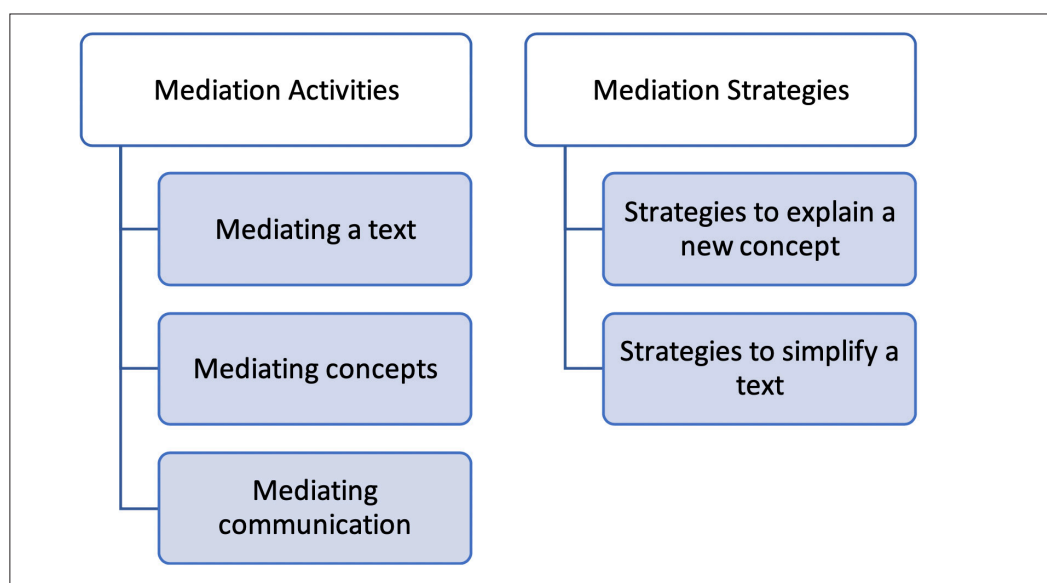 Mediation Activities
Mediating a text
Mediating concepts
Mediating
communication
Mediation Strategies
Strategies to explain a
new concept
Strategies to simplify a
text